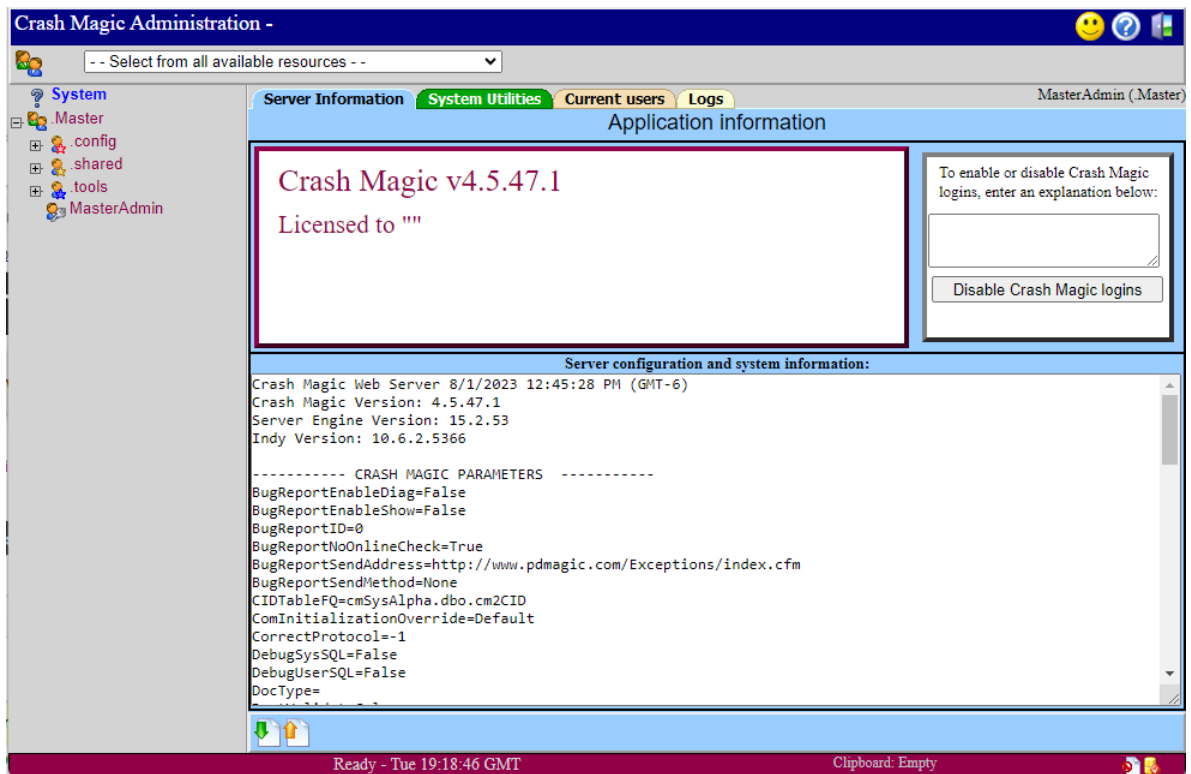 Crash Magic Administration -
- - Select from all available resources - -
System
.Master
.config
.shared
.tools
MasterAdmin
Server Information
System Utilities
Current users
Logs
MasterAdmin (.Master)
Application information
Crash Magic v4.5.47.1
Licensed to ""
To enable or disable Crash Magic
logins, enter an explanation below:
Disable Crash Magic logins
Server configuration and system information:
Crash Magic Web Server 8/1/2023 12:45:28 PM (GMT-6)
Crash Magic Version: 4.5.47.1
Server Engine Version: 15.2.53
Indy Version: 10.6.2.5366
----------- CRASH MAGIC PARAMETERS -----------
BugReportEnableDiag=False
BugReportEnableShow=False
BugReportID=0
BugReportNoOnlineCheck=True
BugReportSendAddress=http://www.pdmagic.com/Exceptions/index.cfm
BugReportSendMethod=None
CIDTableFQ=cmSysAlpha.dbo.cm2CID
ComInitializationOverride=Default
CorrectProtocol=-1
DebugSysSQL=False
DebugUserSQL=False
DocType=
Ready - Tue 19:18:46 GMT
Clipboard: Empty